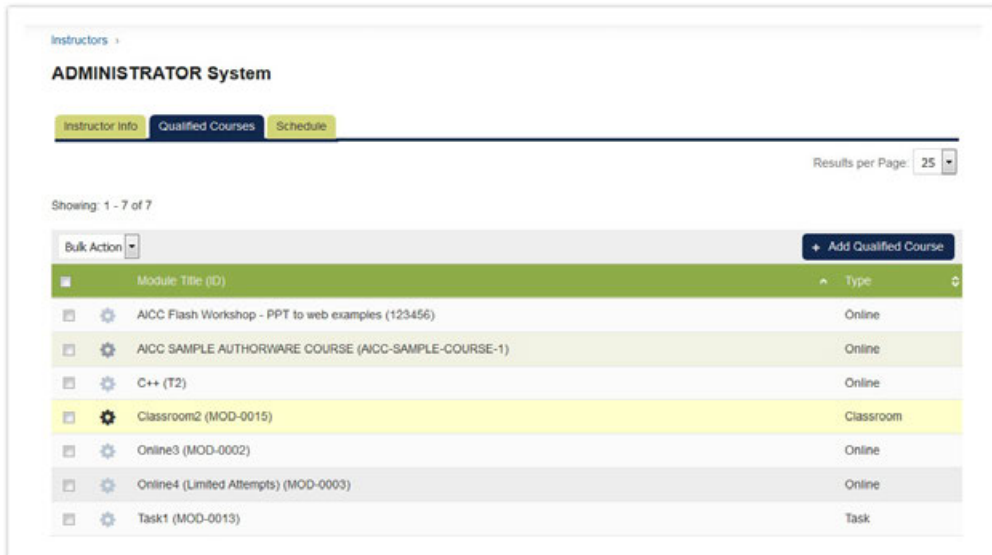 Instructors ›
ADMINISTRATOR System
Instructor Info Qualified Courses Schedule
Results per Page: 25
Showing: 1 - 7 of 7
Bulk Action + Add Qualified Course
Module Title (ID) Type
AICC Flash Workshop - PPT to web examples (123456) Online
AICC SAMPLE AUTHORWARE COURSE (AICC-SAMPLE-COURSE-1) Online
C++ (T2) Online
Classroom2 (MOD-0015) Classroom
Online3 (MOD-0002) Online
Online4 (Limited Attempts) (MOD-0003) Online
Task1 (MOD-0013) Task